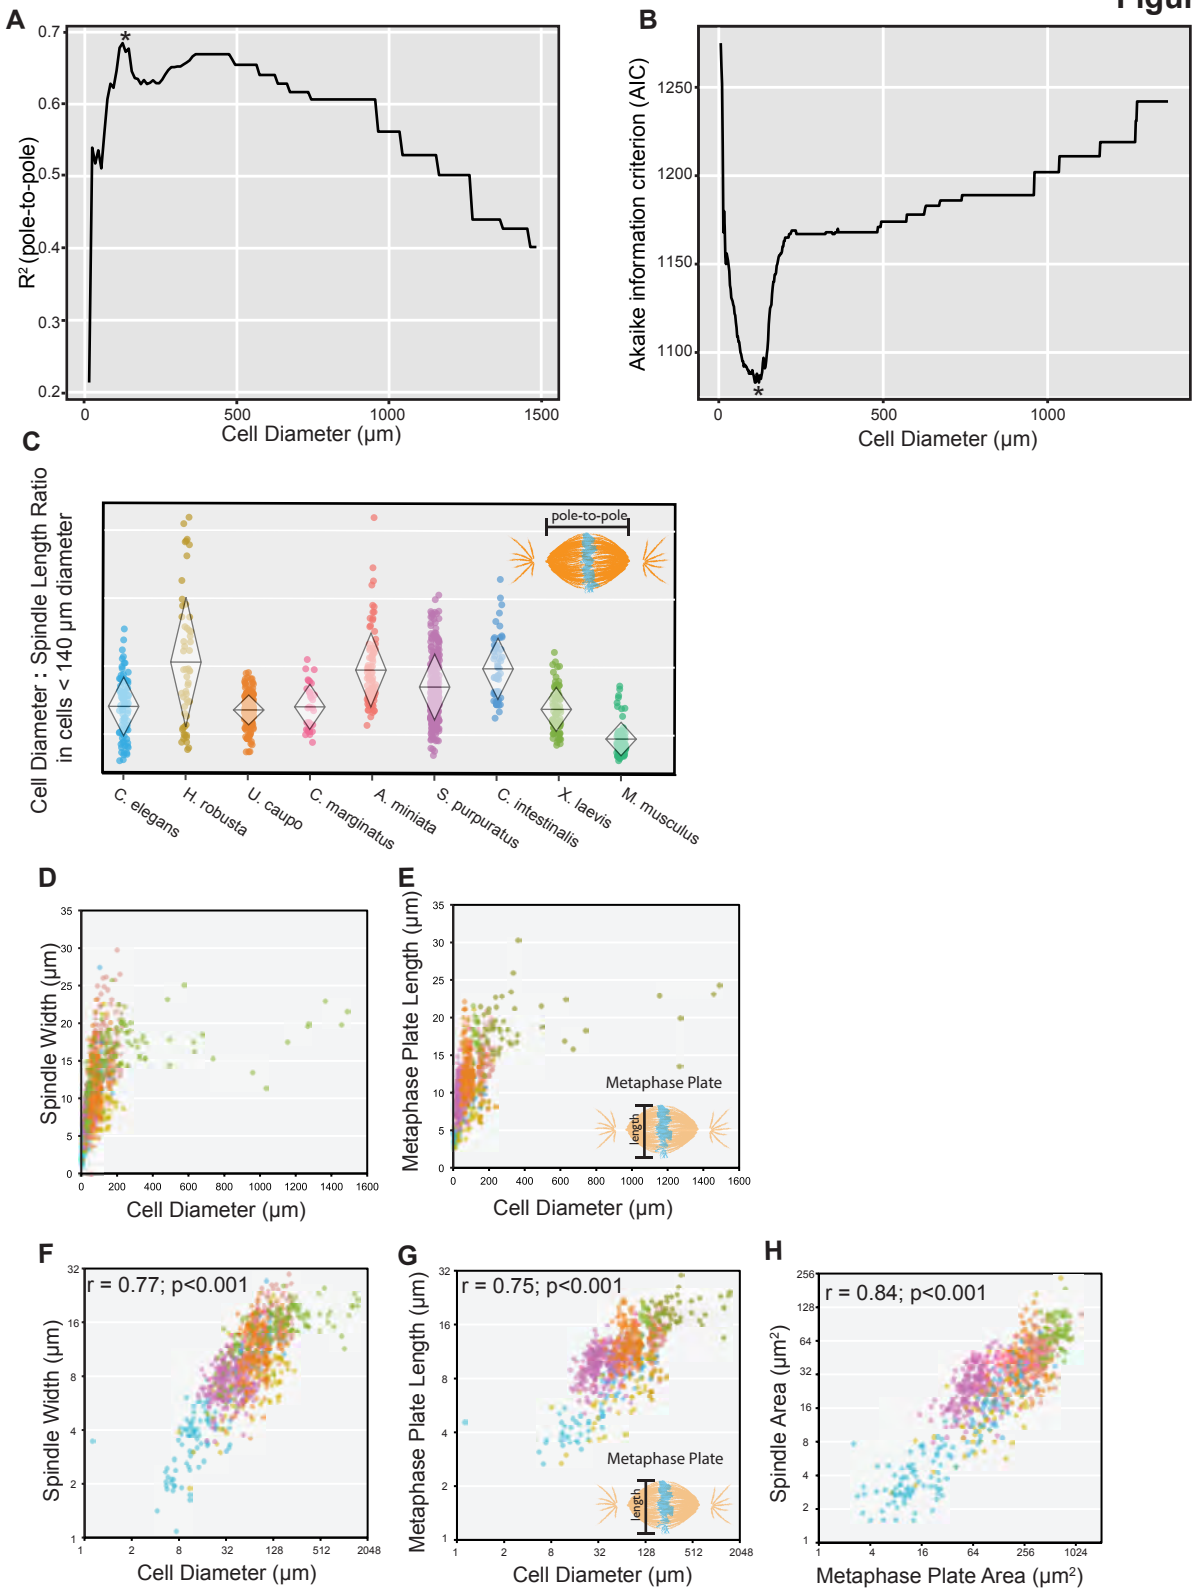 Figur
A
0.7
0.6
0.5
0.4
0.3
0.2
R2 (pole-to-pole)
*
0
500
1000
1500
Cell Diameter (µm)
B
1250
1200
1150
1100
Akaike information criterion (AIC)
*
0
500
1000
Cell Diameter (µm)
C
Cell Diameter : Spindle Length Ratio
in cells < 140 µm diameter
pole-to-pole
C. elegans
H. robusta
U. caupo
C. marginatus
A. miniata
S. purpuratus
C. intestinalis
X. laevis
M. musculus
D
35
30
25
20
15
10
5
0
Spindle Width (µm)
0 200 400 600 800 1000 1200 1400 1600
Cell Diameter (µm)
E
35
30
25
20
15
10
5
0
Metaphase Plate Length (µm)
Metaphase Plate
length
0 200 400 600 800 1000 1200 1400 1600
Cell Diameter (µm)
F
32
16
8
4
2
1
Spindle Width (µm)
r = 0.77; p<0.001
1 2 8 32 128 512 2048
Cell Diameter (µm)
G
32
16
8
4
2
1
Metaphase Plate Length (µm)
r = 0.75; p<0.001
Metaphase Plate
length
1 2 8 32 128 512 2048
Cell Diameter (µm)
H
256
128
64
32
16
8
4
2
1
Spindle Area (µm²)
r = 0.84; p<0.001
1 4 16 64 256 1024
Metaphase Plate Area (µm²)